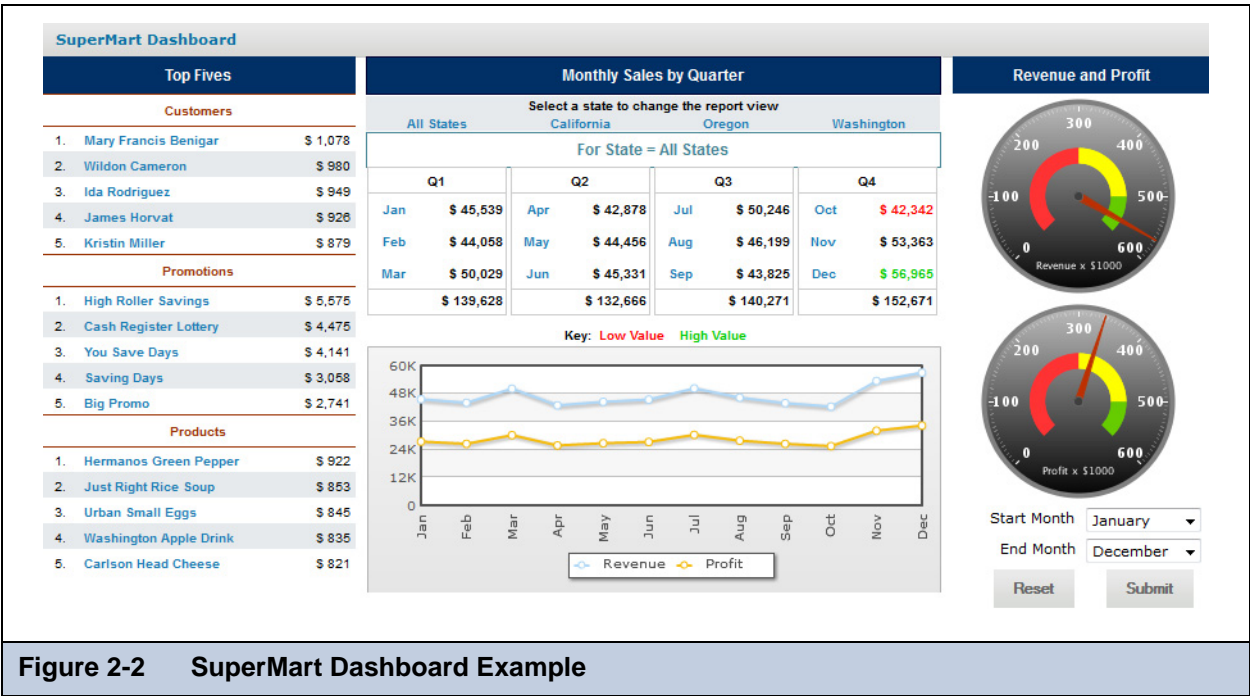 SuperMart Dashboard
Top Fives
Customers
1. Mary Francis Benigar $ 1,078
2. Wildon Cameron $ 980
3. Ida Rodriguez $ 949
4. James Horvat $ 926
5. Kristin Miller $ 879
Promotions
1. High Roller Savings $ 5,575
2. Cash Register Lottery $ 4,475
3. You Save Days $ 4,141
4. Saving Days $ 3,058
5. Big Promo $ 2,741
Products
1. Hermanos Green Pepper $ 922
2. Just Right Rice Soup $ 853
3. Urban Small Eggs $ 845
4. Washington Apple Drink $ 835
5. Carlson Head Cheese $ 821
Monthly Sales by Quarter
Select a state to change the report view
All States California Oregon Washington
For State = All States
Q1 Q2 Q3 Q4
Jan $ 45,539 Apr $ 42,878 Jul $ 50,246 Oct $ 42,342
Feb $ 44,058 May $ 44,456 Aug $ 46,199 Nov $ 53,363
Mar $ 50,029 Jun $ 45,331 Sep $ 43,825 Dec $ 56,965
$ 139,628 $ 132,666 $ 140,271 $ 152,671
Key: Low Value High Value
60K
48K
36K
24K
12K
0
Jan Feb Mar Apr May Jun Jul Aug Sep Oct Nov Dec
Revenue Profit
Revenue and Profit
300
200 400
100 500
0 600
Revenue x $1000
300
200 400
100 500
0 600
Profit x $1000
Start Month January
End Month December
Reset Submit
Figure 2-2 SuperMart Dashboard Example